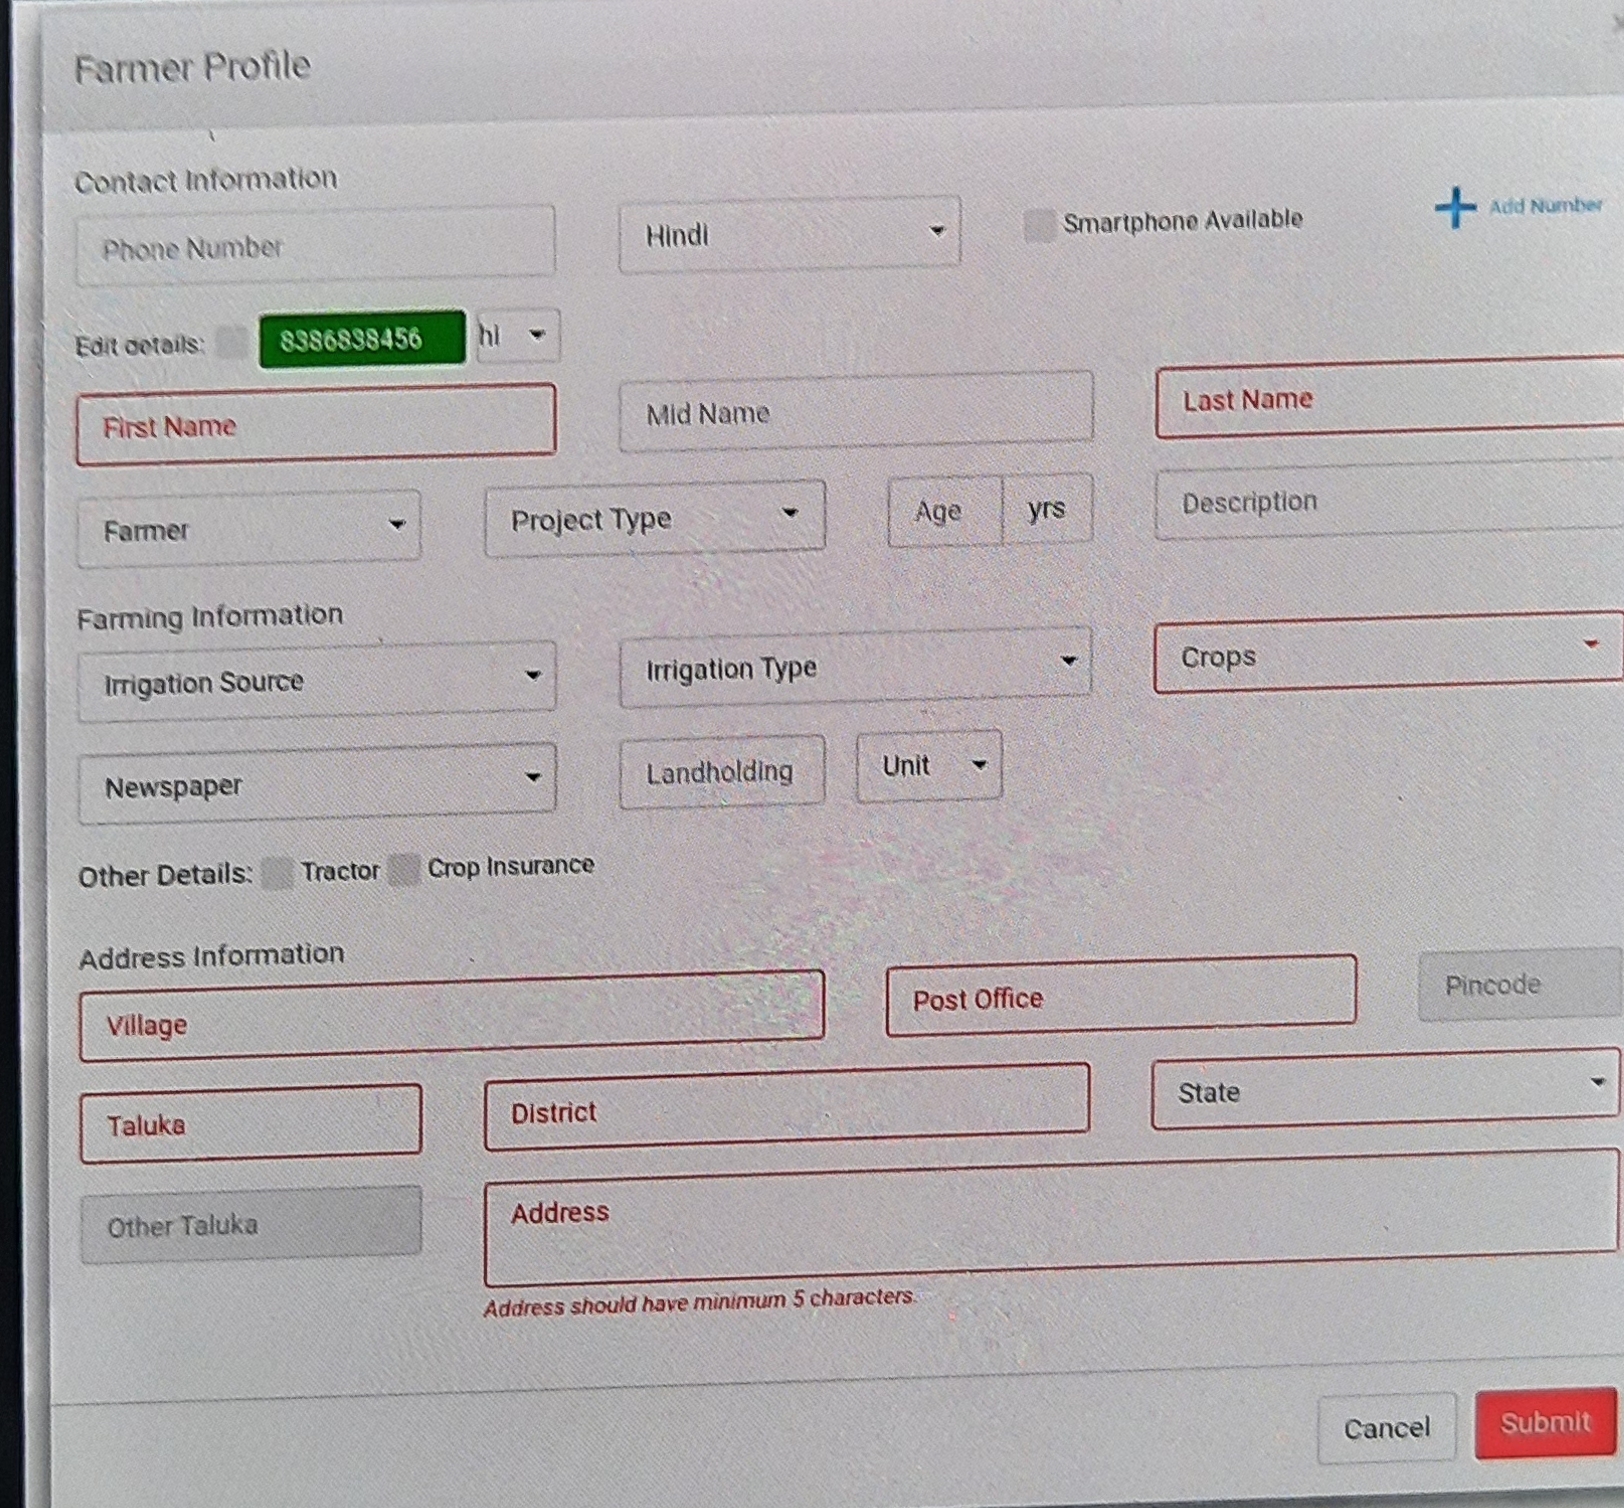 Farmer Profile
Contact Information
Phone Number Hindi Smartphone Available Add Number
Edit details: 8386838456 hi
First Name Mid Name Last Name
Farmer Project Type Age yrs Description
Farming Information
Irrigation Source Irrigation Type Crops
Newspaper Landholding Unit
Other Details: Tractor Crop Insurance
Address Information
Village Post Office Pincode
Taluka District State
Other Taluka Address
Address should have minimum 5 characters.
Cancel Submit